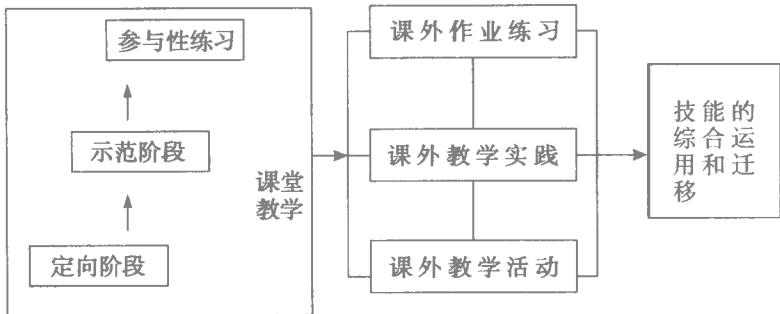 参与性练习
示范阶段
定向阶段
课堂
教学
课外作业练习
课外教学实践
课外教学活动
技能的
综合运
用和迁
移